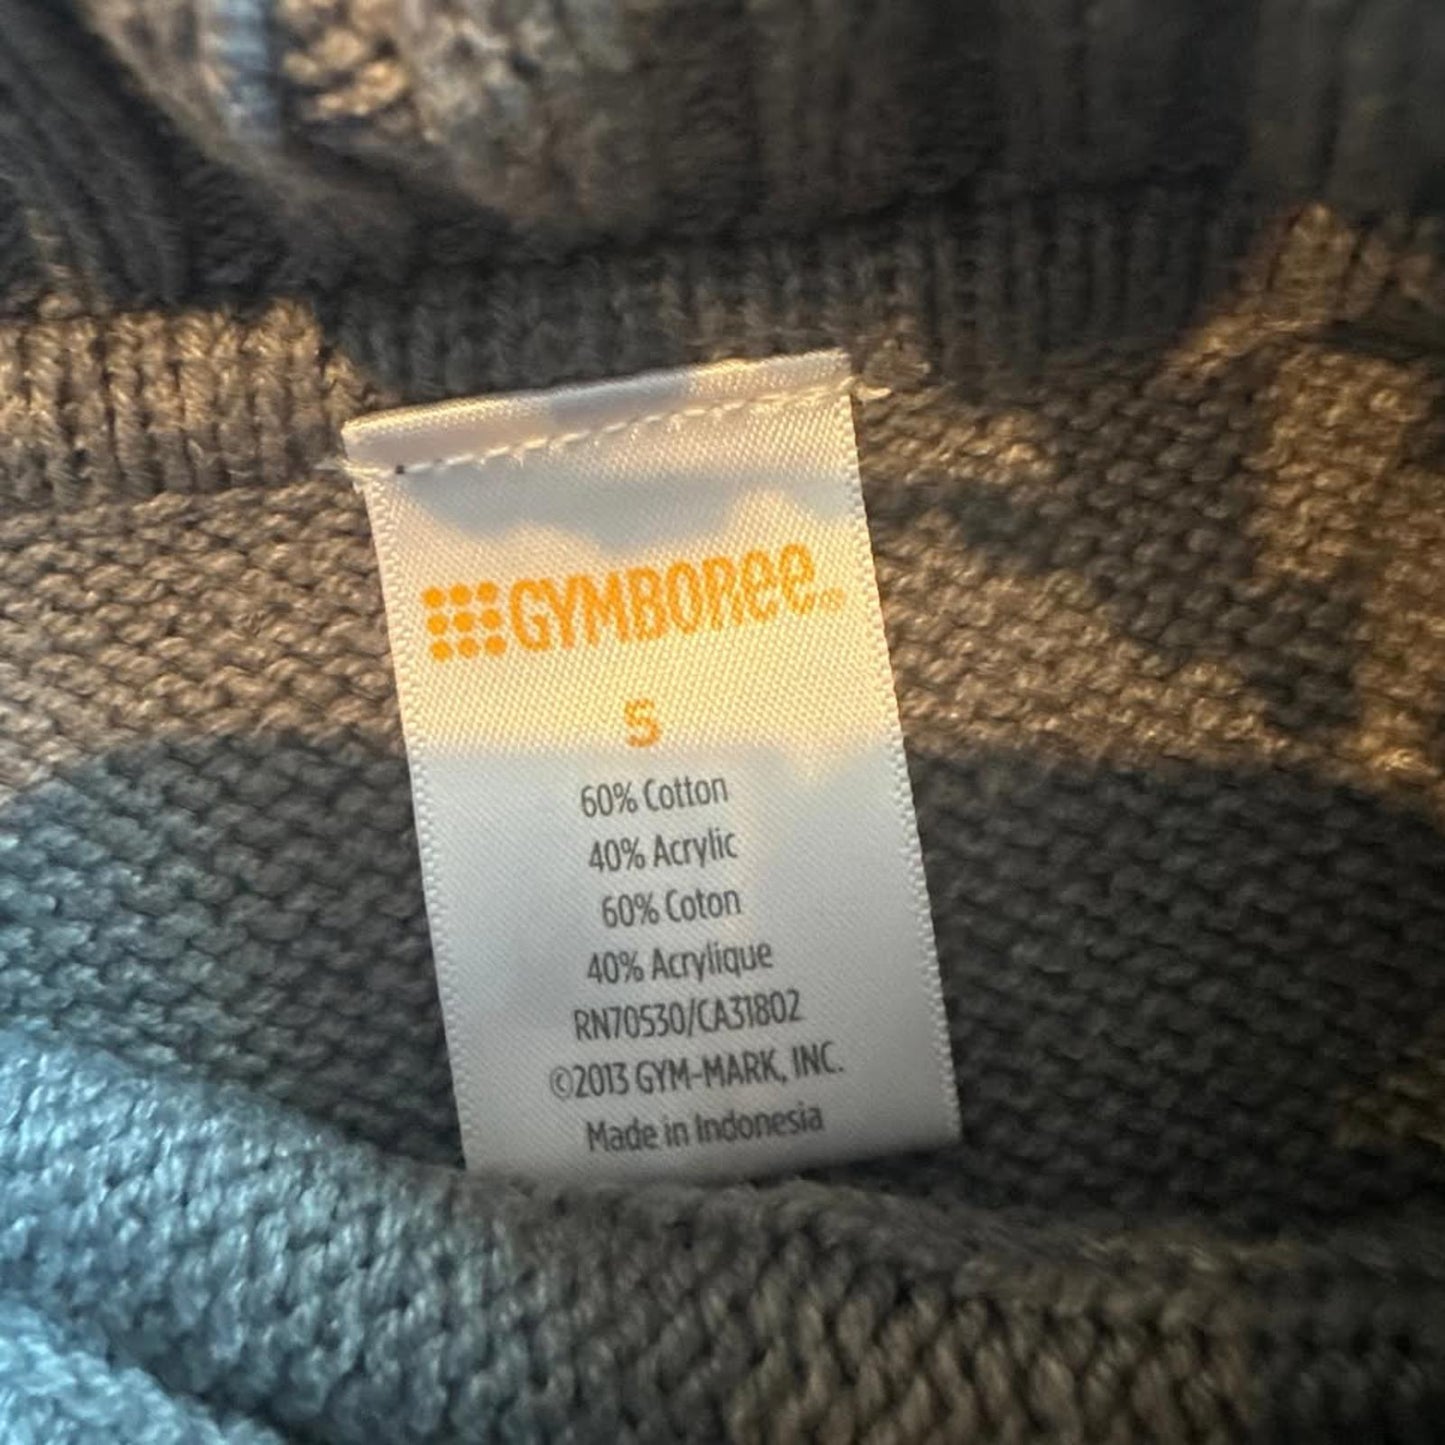 GYMBOREE®
S
60% Cotton
40% Acrylic
60% Coton
40% Acrylique
RN70530/CA31802
©2013 GYM-MARK, INC.
Made in Indonesia